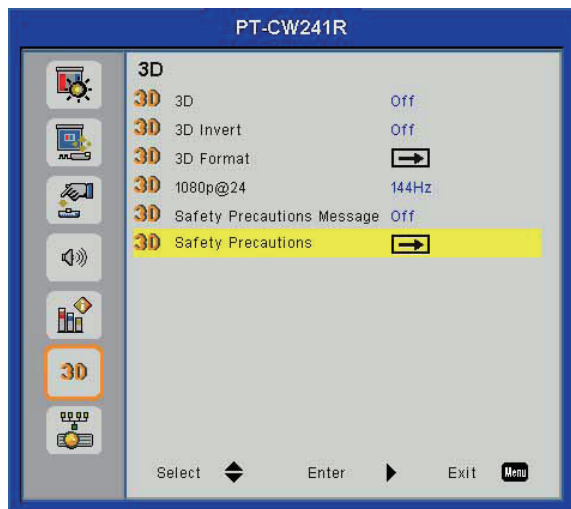 PT-CW241R
3D
3D 3D Off
3D 3D Invert Off
3D 3D Format
3D 1080p@24 144Hz
3D Safety Precautions Message Off
3D Safety Precautions
3D
Select Enter Exit Menu